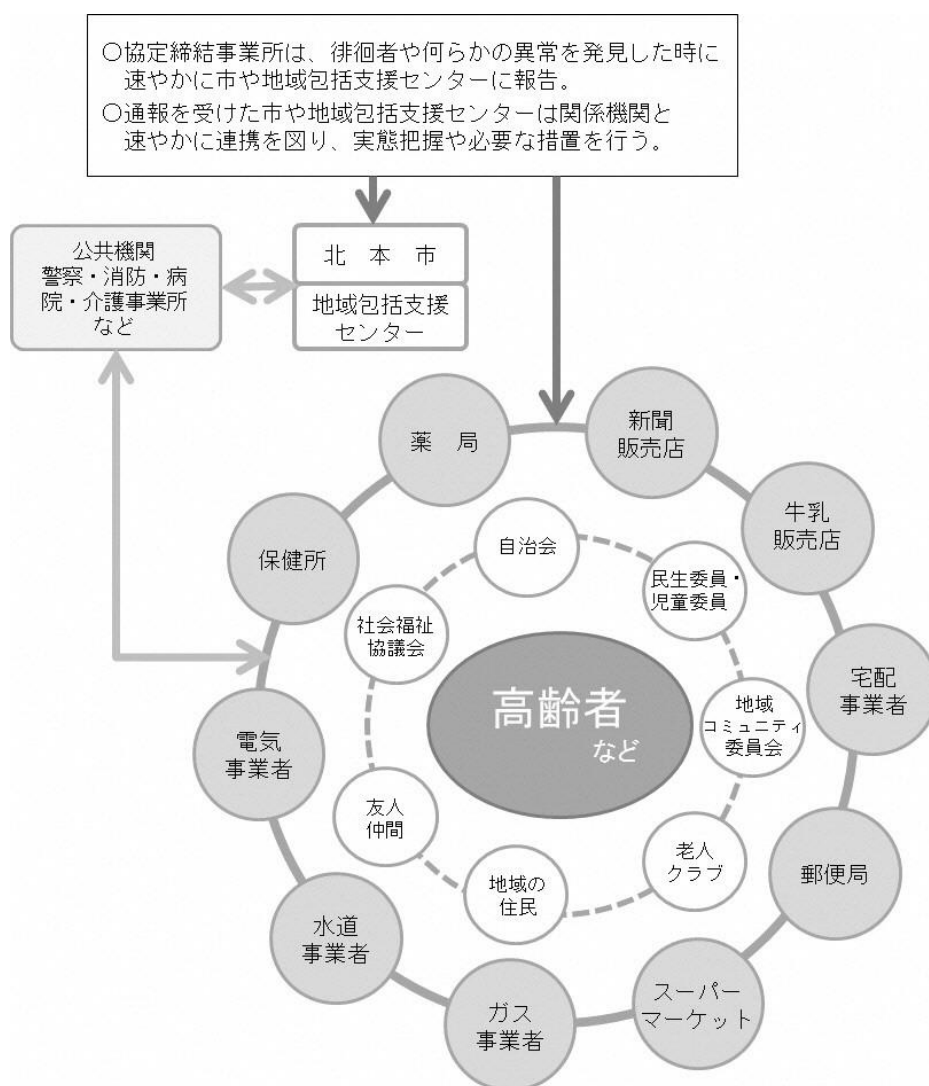 ○協定締結事業所は、徘徊者や何らかの異常を発見した時に
速やかに市や地域包括支援センターに報告。
○通報を受けた市や地域包括支援センターは関係機関と
速やかに連携を図り、実態把握や必要な措置を行う。
公共機関
警察・消防・病
院・介護事業所
など
北 本 市
地域包括支援
センター
薬 局
新聞
販売店
牛乳
販売店
宅配
事業者
郵便局
スーパー
マーケット
ガス
事業者
水道
事業者
電気
事業者
保健所
自治会
民生委員・
児童委員
地域
コミュニティ
委員会
老人
クラブ
地域の
住民
友人
仲間
社会福祉
協議会
高齢者
など